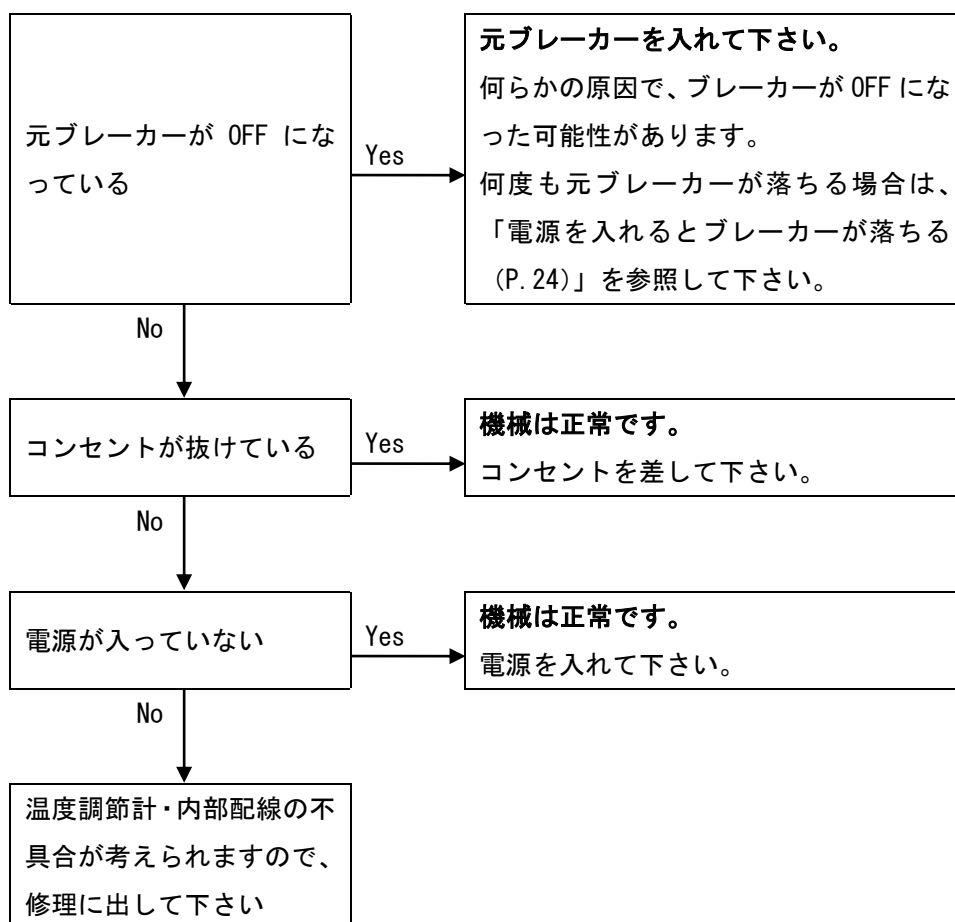 元ブレーカーが OFF にな
っている
Yes
元ブレーカーを入れて下さい。
何らかの原因で、ブレーカーが OFF にな
った可能性があります。
何度も元ブレーカーが落ちる場合は、
「電源を入れるとブレーカーが落ちる
(P.24)」を参照して下さい。
No
コンセントが抜けている
Yes
機械は正常です。
コンセントを差して下さい。
No
電源が入っていない
Yes
機械は正常です。
電源を入れて下さい。
No
温度調節計・内部配線の不
具合が考えられますので、
修理に出して下さい